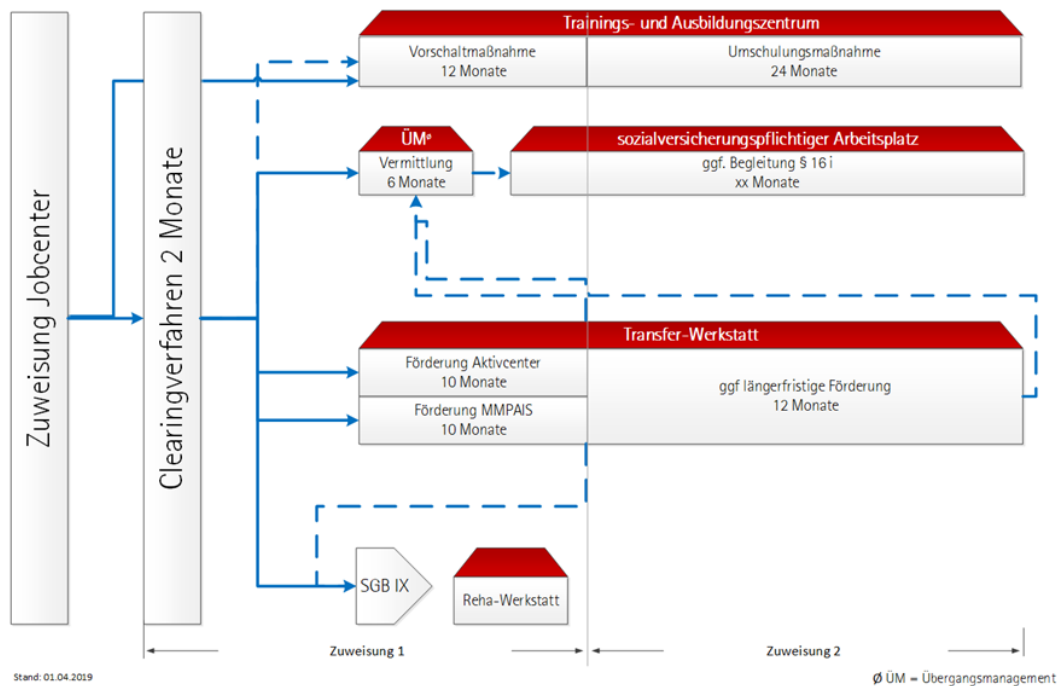 Zuweisung Jobcenter
Clearingverfahren 2 Monate
Trainings- und Ausbildungszentrum
Vorschaltmaßnahme
12 Monate
Umschulungsmaßnahme
24 Monate
ÜMø
Vermittlung
6 Monate
sozialversicherungspflichtiger Arbeitsplatz
ggf. Begleitung § 16 i
xx Monate
Transfer-Werkstatt
Förderung Aktivcenter
10 Monate
Förderung MMPAIS
10 Monate
ggf längerfristige Förderung
12 Monate
SGB IX
Reha-Werkstatt
Zuweisung 1
Zuweisung 2
Stand: 01.04.2019
Ø ÜM = Übergangsmanagement